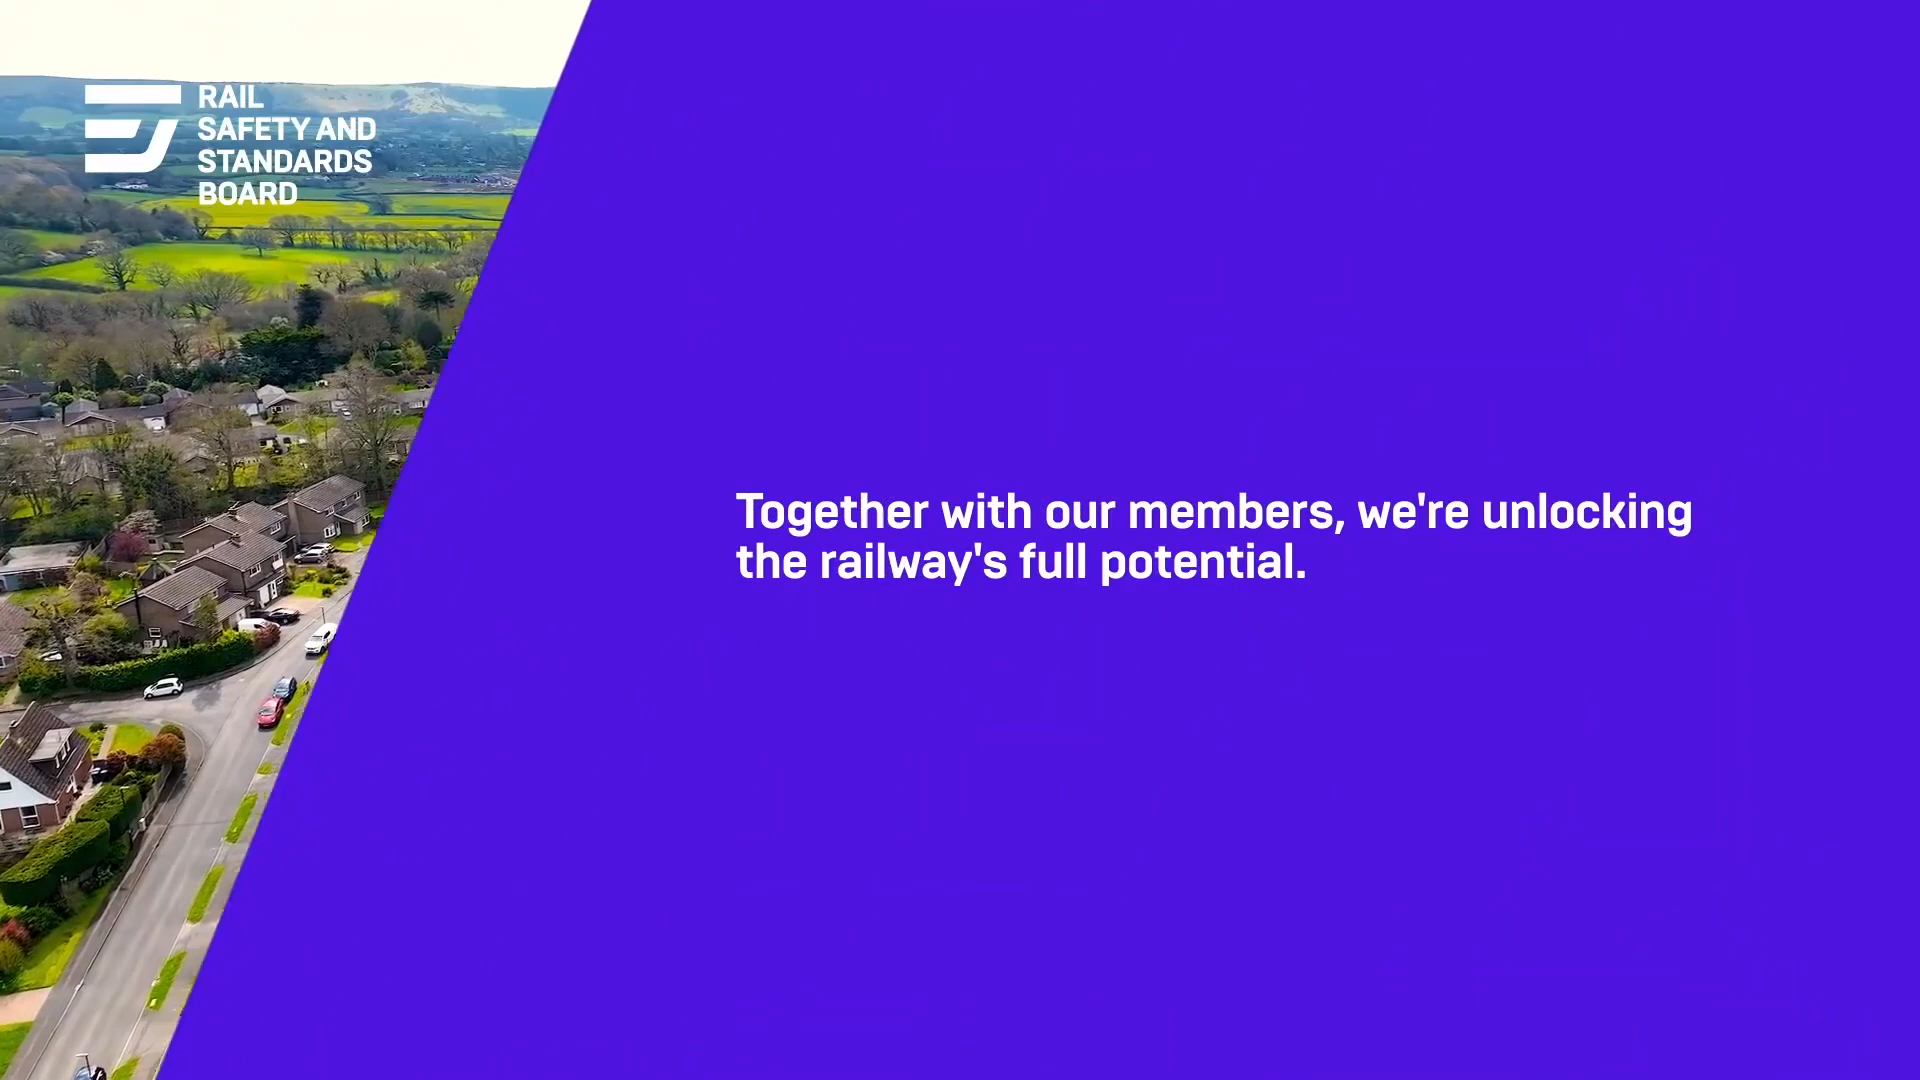 RAIL
SAFETY AND
STANDARDS
BOARD
Together with our members, we're unlocking
the railway's full potential.